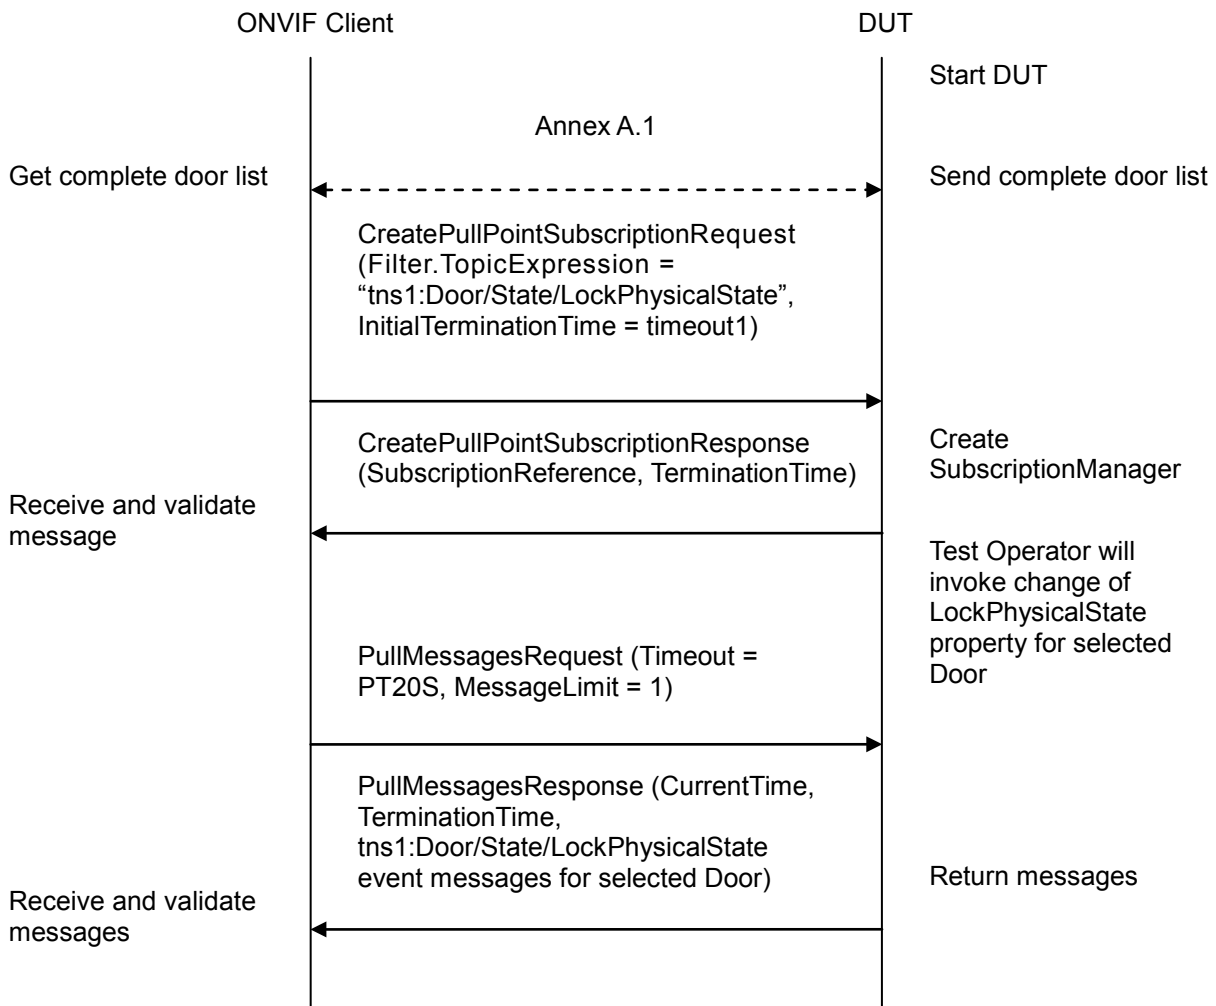 ONVIF Client
DUT
Start DUT
Annex A.1
Get complete door list
Send complete door list
CreatePullPointSubscriptionRequest
(Filter.TopicExpression =
“tns1:Door/State/LockPhysicalState”,
InitialTerminationTime = timeout1)
CreatePullPointSubscriptionResponse
(SubscriptionReference, TerminationTime)
Create
SubscriptionManager
Receive and validate
message
Test Operator will
invoke change of
LockPhysicalState
property for selected
Door
PullMessagesRequest (Timeout =
PT20S, MessageLimit = 1)
PullMessagesResponse (CurrentTime,
TerminationTime,
tns1:Door/State/LockPhysicalState
event messages for selected Door)
Return messages
Receive and validate
messages